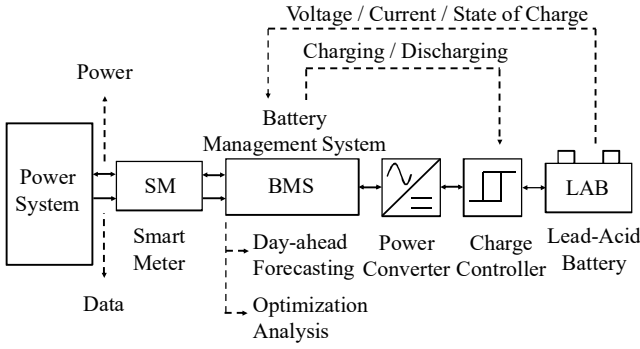 Voltage / Current / State of Charge
Charging / Discharging
Power
Battery
Management System
Power
System
SM
BMS
LAB
Smart
Meter
Day-ahead
Forecasting
Power
Converter
Charge
Controller
Lead-Acid
Battery
Data
Optimization
Analysis